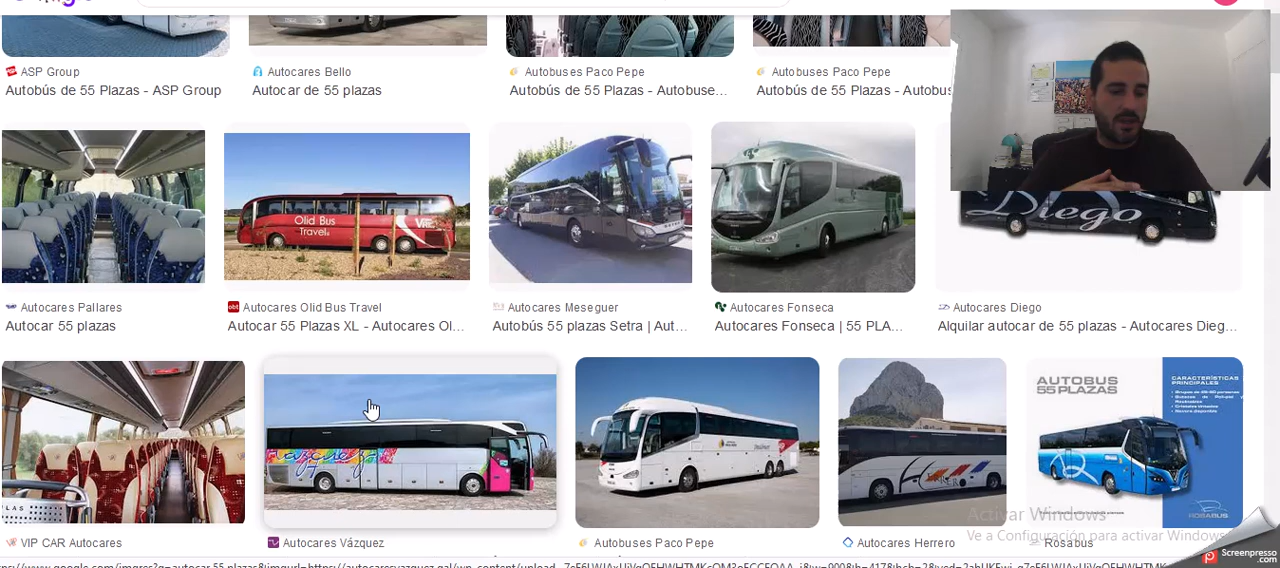 ASP Group
Autobús de 55 Plazas - ASP Group
Autocares Bello
Autocar de 55 plazas
Autobuses Paco Pepe
Autobús de 55 Plazas - Autobuse...
Autobuses Paco Pepe
Autobús de 55 Plazas - Autobus
Olid Bus
Travel
Diego
Autocares Pallares
Autocar 55 plazas
Autocares Olid Bus Travel
Autocar 55 Plazas XL - Autocares Ol...
Autocares Meseguer
Autobús 55 plazas Setra | Aut...
Autocares Fonseca
Autocares Fonseca | 55 PLA...
Autocares Diego
Alquilar autocar de 55 plazas - Autocares Dieg...
AUTOBUS
55 PLAZAS
CARACTERÍSTICAS
PRINCIPALES
ROSABUS
VIP CAR Autocares
Autocares Vázquez
Autobuses Paco Pepe
Autocares Herrero
Rosabus
Activar Windows
Ve a Configuración para activar Windows
Screenpresso
.com